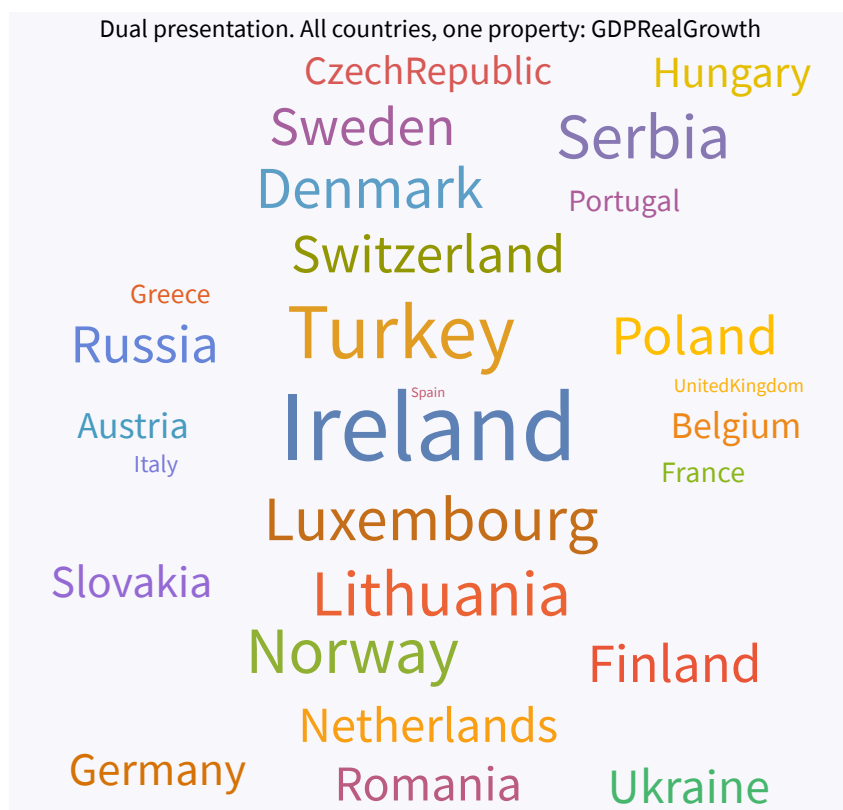 Dual presentation. All countries, one property: GDPRealGrowth
CzechRepublic
Hungary
Sweden
Serbia
Denmark
Portugal
Switzerland
Greece
Turkey
Russia
Poland
UnitedKingdom
Spain
Ireland
Austria
Belgium
Italy
France
Luxembourg
Slovakia
Lithuania
Norway
Finland
Netherlands
Germany
Romania
Ukraine